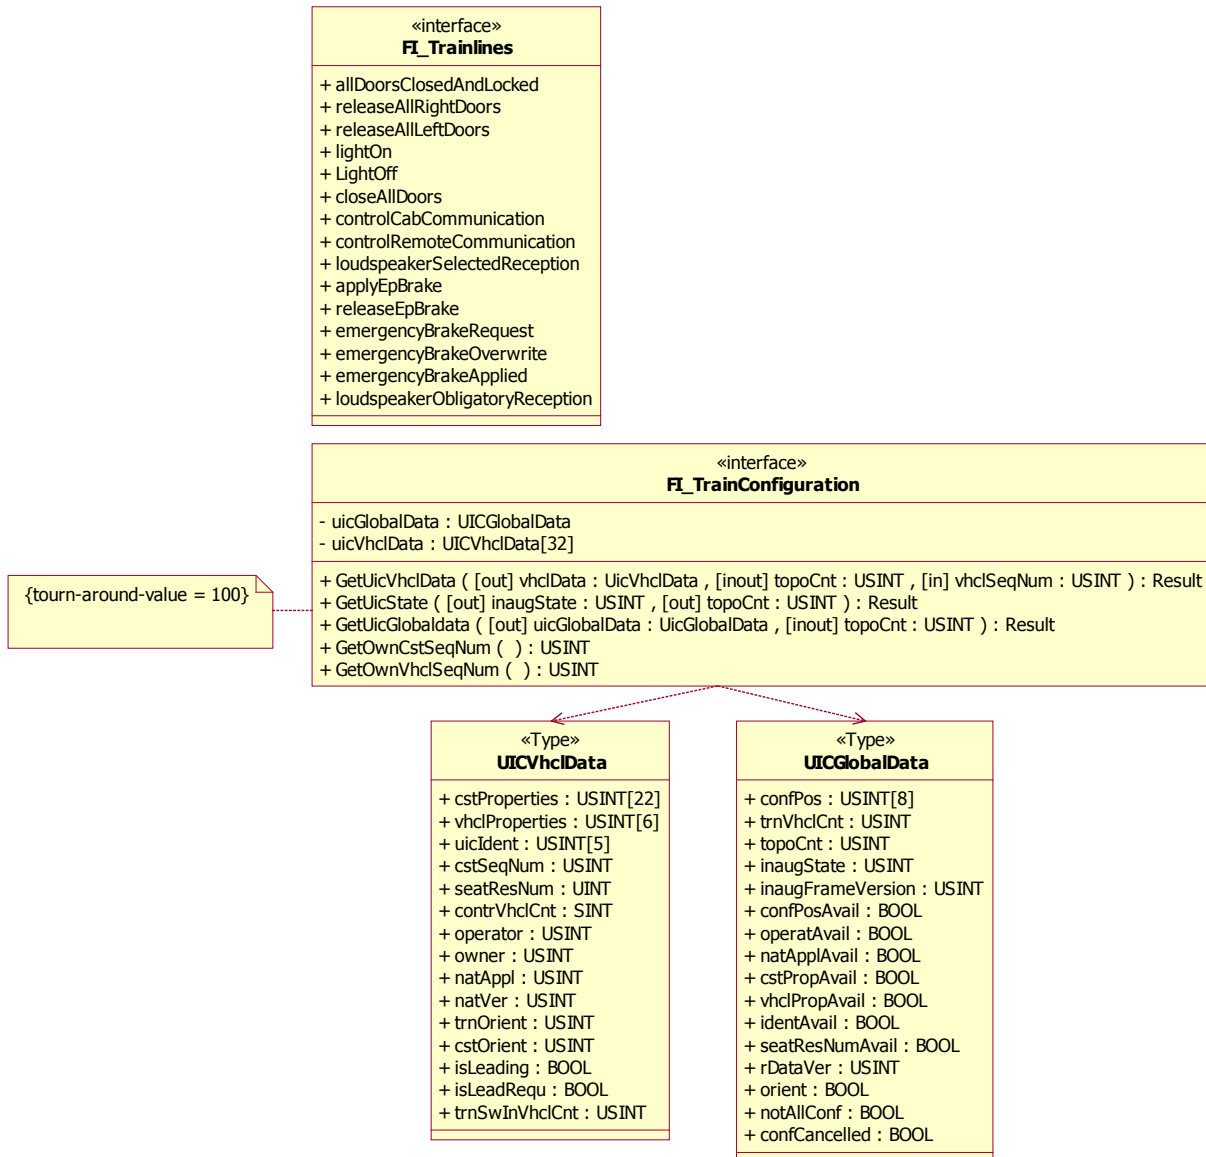 «interface»
FI_Trainlines
+ allDoorsClosedAndLocked
+ releaseAllRightDoors
+ releaseAllLeftDoors
+ lightOn
+ LightOff
+ closeAllDoors
+ controlCabCommunication
+ controlRemoteCommunication
+ loudspeakerSelectedReception
+ applyEpBrake
+ releaseEpBrake
+ emergencyBrakeRequest
+ emergencyBrakeOverwrite
+ emergencyBrakeApplied
+ loudspeakerObligatoryReception
«interface»
FI_TrainConfiguration
- uicGlobalData : UICGlobalData
- uicVhclData : UICVhclData[32]
+ GetUicVhclData ( [out] vhclData : UicVhclData , [inout] topoCnt : USINT , [in] vhclSeqNum : USINT ) : Result
+ GetUicState ( [out] inaugState : USINT , [out] topoCnt : USINT ) : Result
+ GetUicGlobaldata ( [out] uicGlobalData : UicGlobalData , [inout] topoCnt : USINT ) : Result
+ GetOwnCstSeqNum ( ) : USINT
+ GetOwnVhclSeqNum ( ) : USINT
{tourn-around-value = 100}
«Type»
UICVhclData
+ cstProperties : USINT[22]
+ vhclProperties : USINT[6]
+ uicIdent : USINT[5]
+ cstSeqNum : USINT
+ seatResNum : UINT
+ contrVhclCnt : SINT
+ operator : USINT
+ owner : USINT
+ natAppl : USINT
+ natVer : USINT
+ trnOrient : USINT
+ cstOrient : USINT
+ isLeading : BOOL
+ isLeadRequ : BOOL
+ trnSwInVhclCnt : USINT
«Type»
UICGlobalData
+ confPos : USINT[8]
+ trnVhclCnt : USINT
+ topoCnt : USINT
+ inaugState : USINT
+ inaugFrameVersion : USINT
+ confPosAvail : BOOL
+ operatAvail : BOOL
+ natApplAvail : BOOL
+ cstPropAvail : BOOL
+ vhclPropAvail : BOOL
+ identAvail : BOOL
+ seatResNumAvail : BOOL
+ rDataVer : USINT
+ orient : BOOL
+ notAllConf : BOOL
+ confCancelled : BOOL